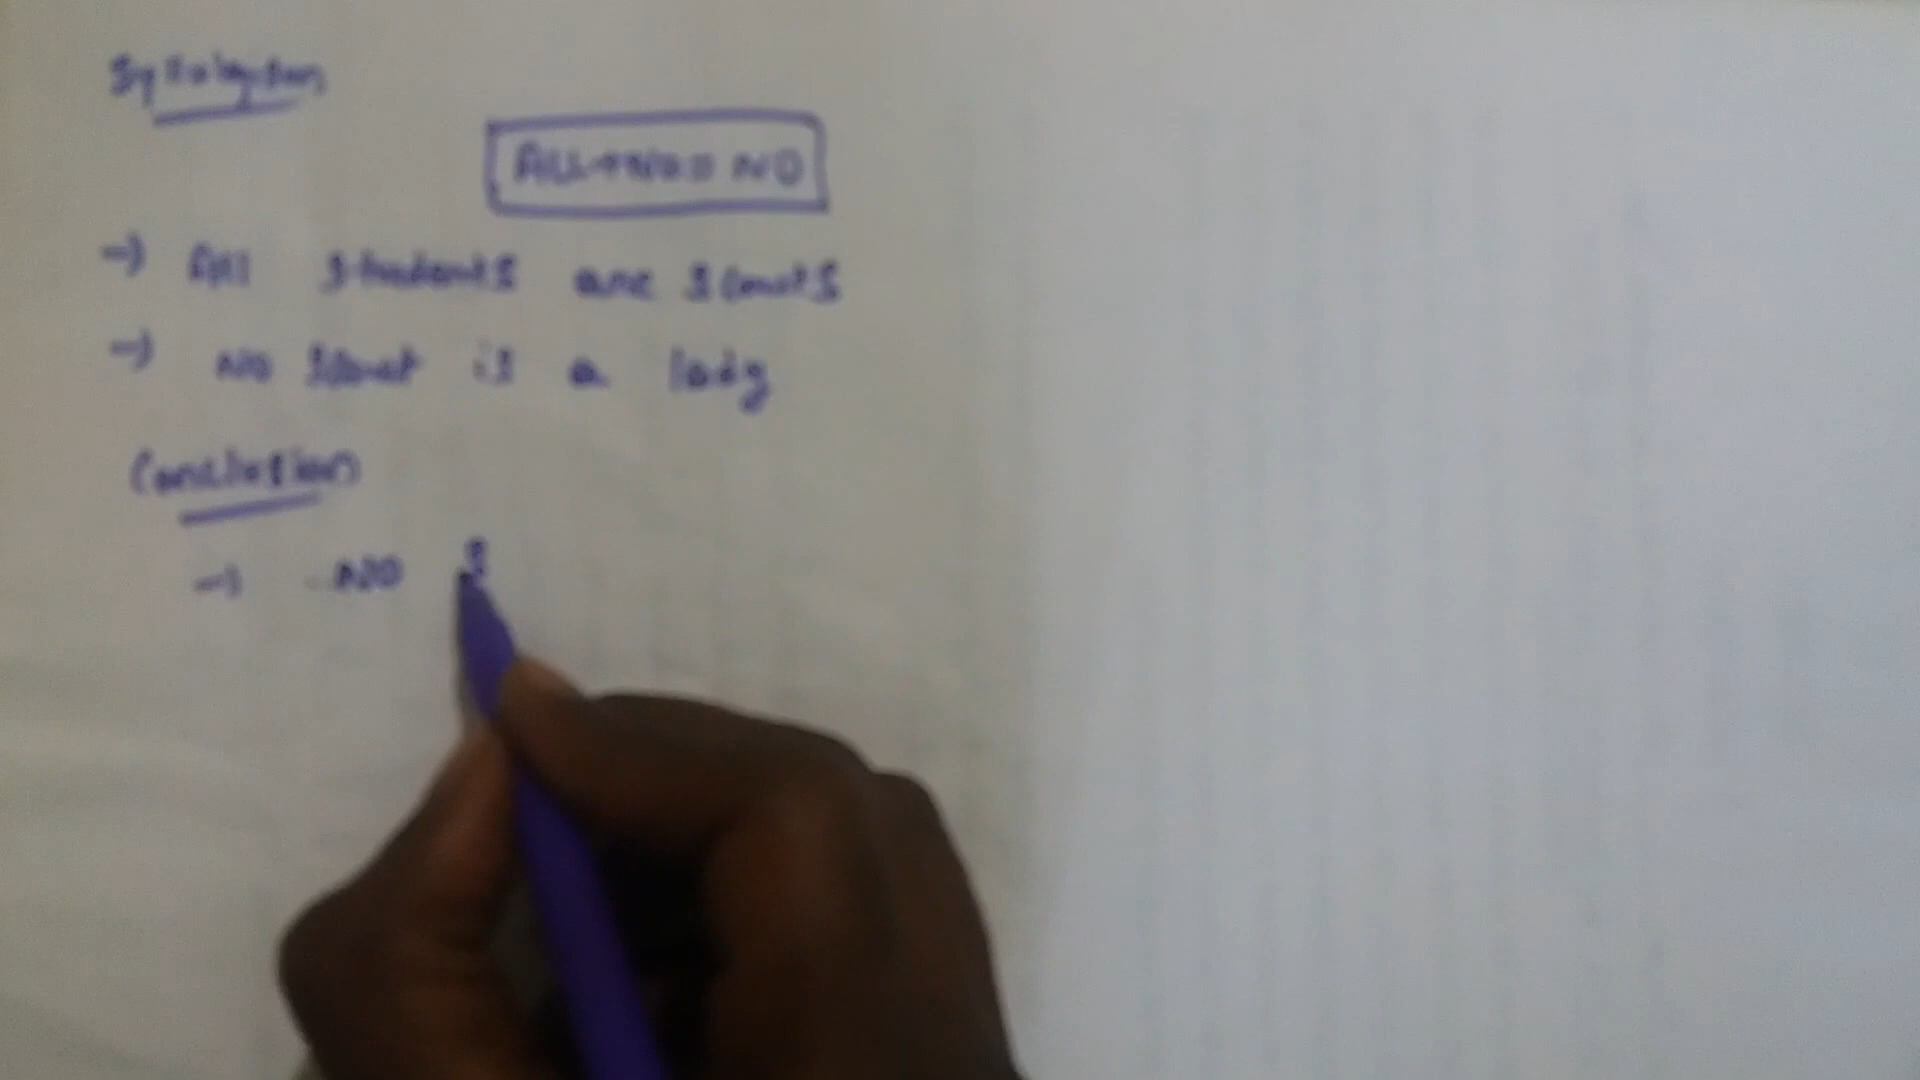 Syllogism
ALL+NO= NO
→ All students are scouts
→ NO scout is a lady
Conclusion
→ NO S